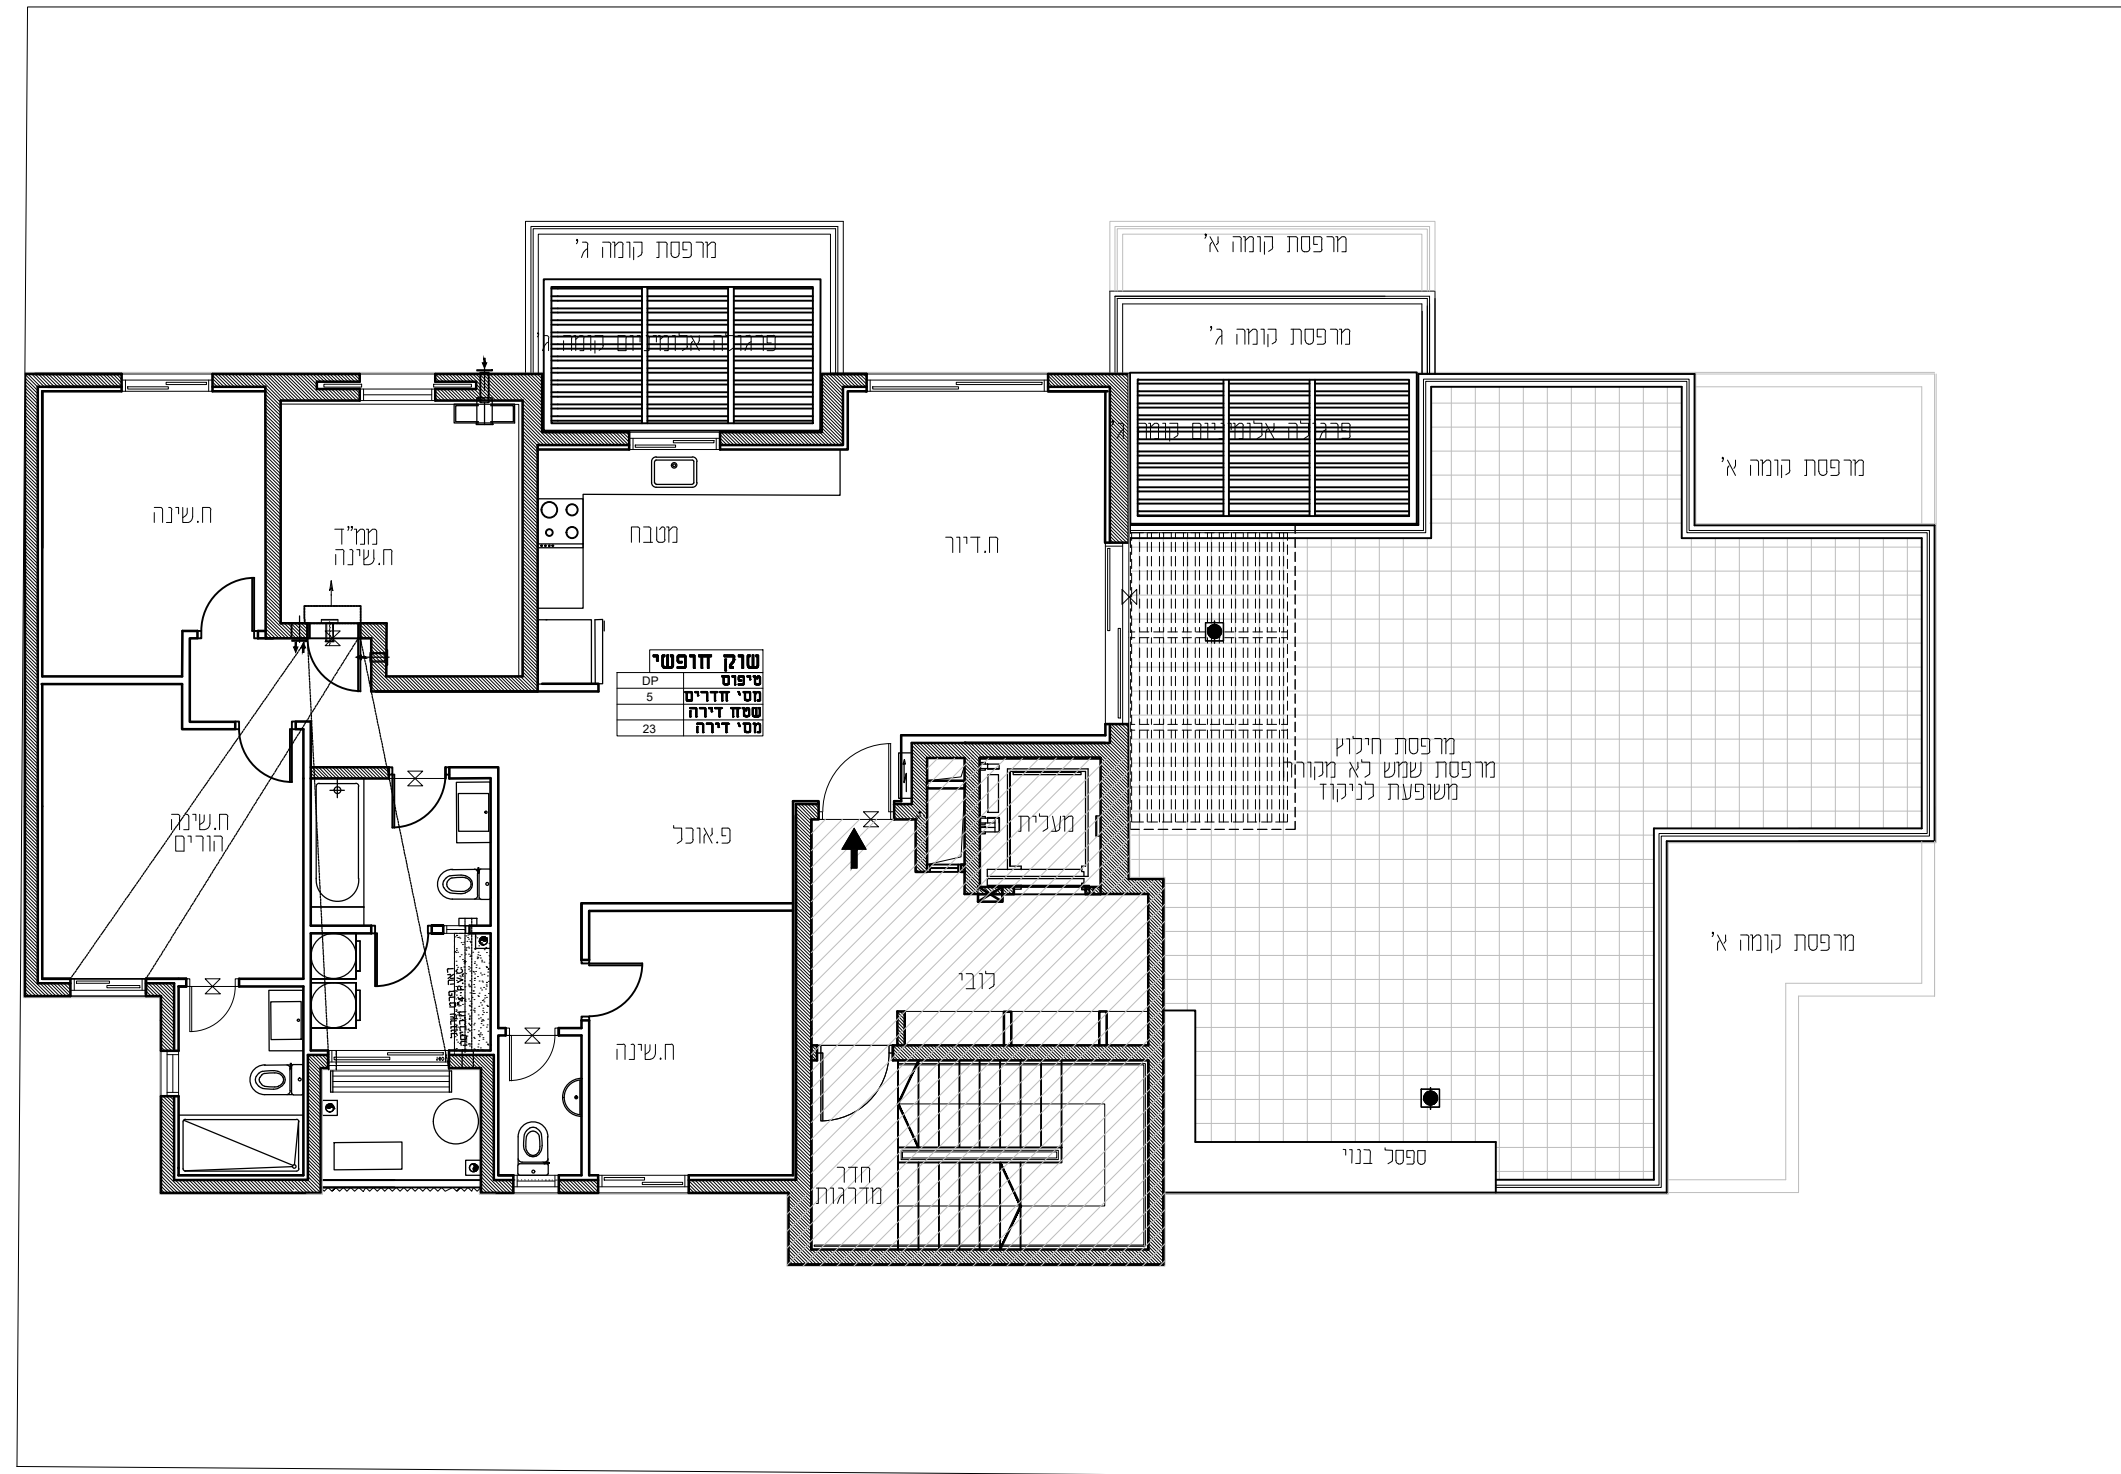 מרפסת קומה ג'
מרפסת קומה א'
מרפסת קומה ג'
פרגולה אלומיניום קומה ג'
פרגולה אלומיניום קומה ג'
מרפסת קומה א'
ח.שינה
ממ"ד
ח.שינה
מטבח
ח.דיור
שוק חופשי
טיפוס DP
מס' חדרים 5
שטח דירה
מס' דירה 23
מרפסת חילוץ
מרפסת שמש לא מקורה
משופעת לניקוז
ח.שינה
הורים
פ.אוכל
מעלית
מרפסת קומה א'
לובי
ח.שינה
ספסל בנוי
חדר
מדרגות